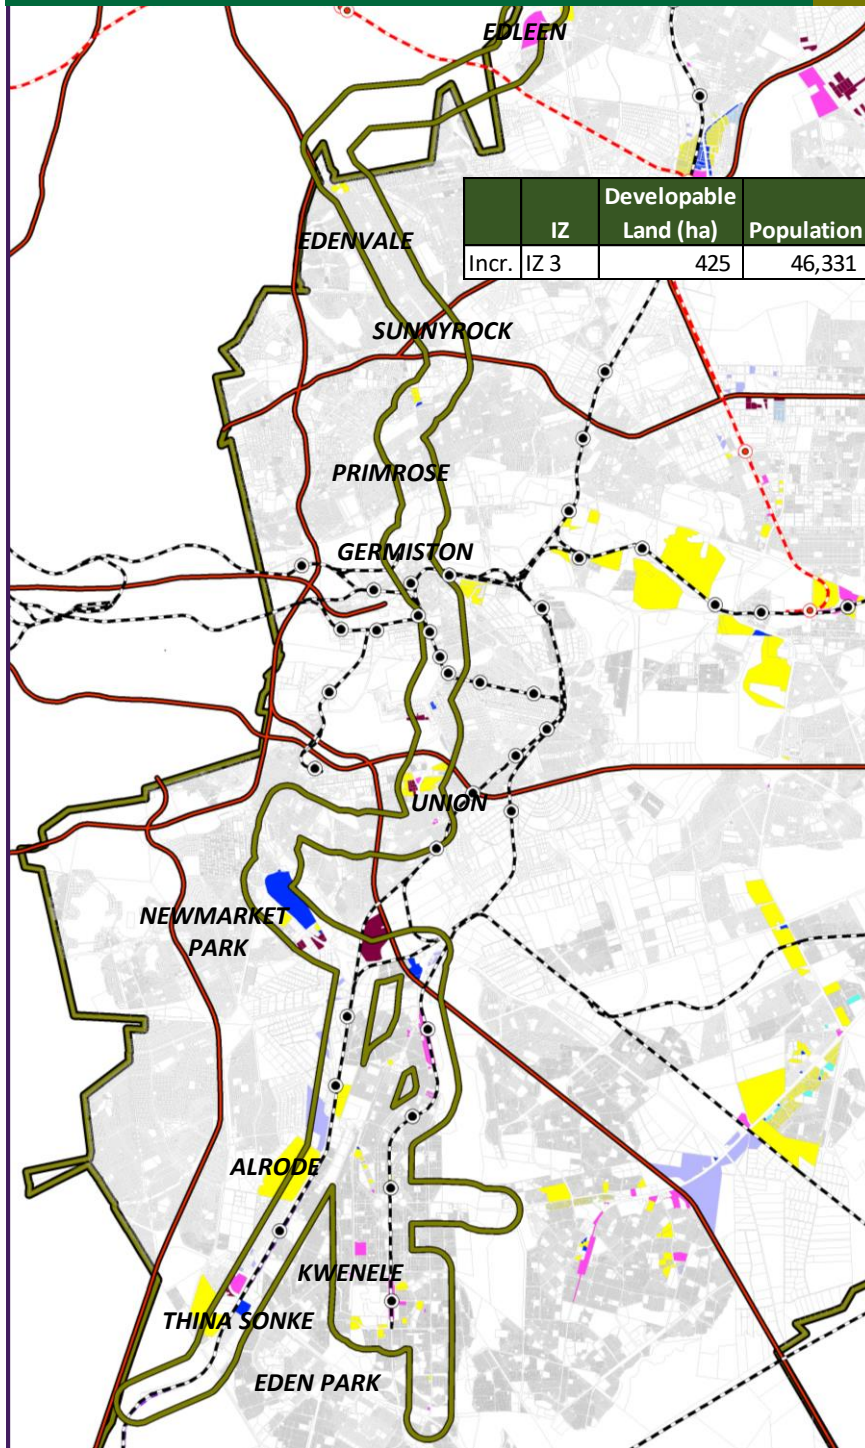 EDLEEN
Developable
IZ Land (ha) Population
Incr. IZ 3 425 46,331
EDENVALE
SUNNYROCK
PRIMROSE
GERMISTON
UNION
NEWMARKET
PARK
ALRODE
KWENELE
THINA SONKE
EDEN PARK